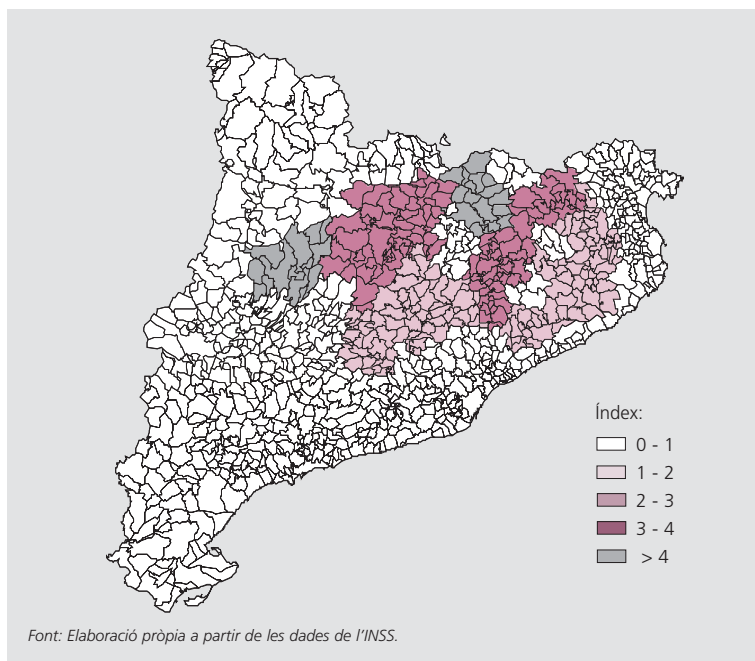 Índex:
0 - 1
1 - 2
2 - 3
3 - 4
> 4
Font: Elaboració pròpia a partir de les dades de l’INSS.